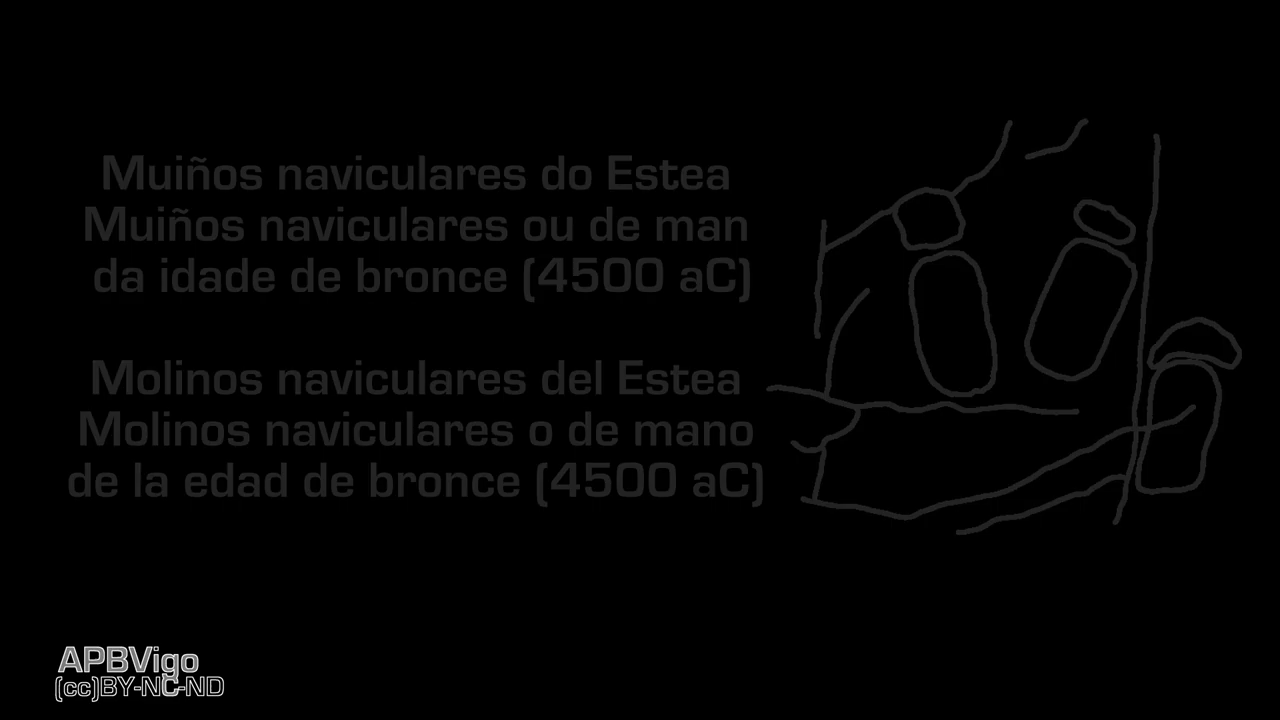 Muiños naviculares do Estea
Muiños naviculares ou de man
da idade de bronce (4500 aC)
Molinos naviculares del Estea
Molinos naviculares o de mano
de la edad de bronce (4500 aC)
APBVigo
(cc)BY-NC-ND